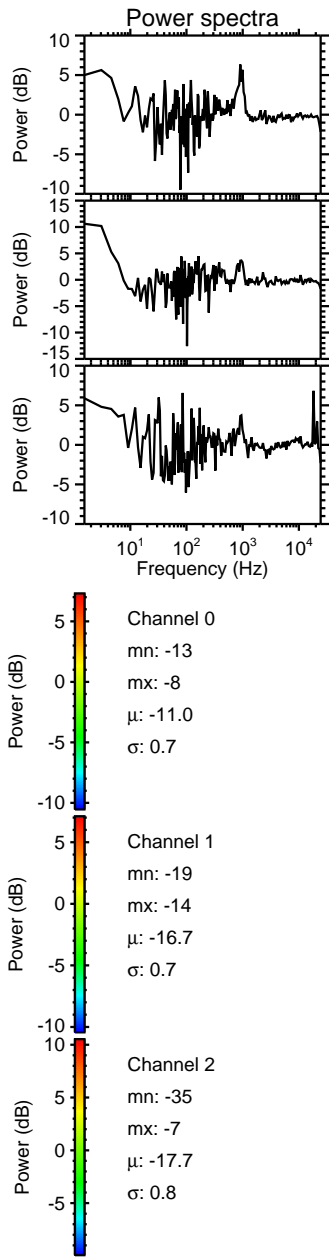 Power spectra
10
5
0
-5
-10
Power (dB)
15
10
5
0
-5
-10
-15
Power (dB)
10
5
0
-5
-10
Power (dB)
10¹ 10² 10³ 10⁴
Frequency (Hz)
5
0
-5
-10
Power (dB)
Channel 0
mn: -13
mx: -8
μ: -11.0
σ: 0.7
5
0
-5
-10
Power (dB)
Channel 1
mn: -19
mx: -14
μ: -16.7
σ: 0.7
10
5
0
-5
Power (dB)
Channel 2
mn: -35
mx: -7
μ: -17.7
σ: 0.8